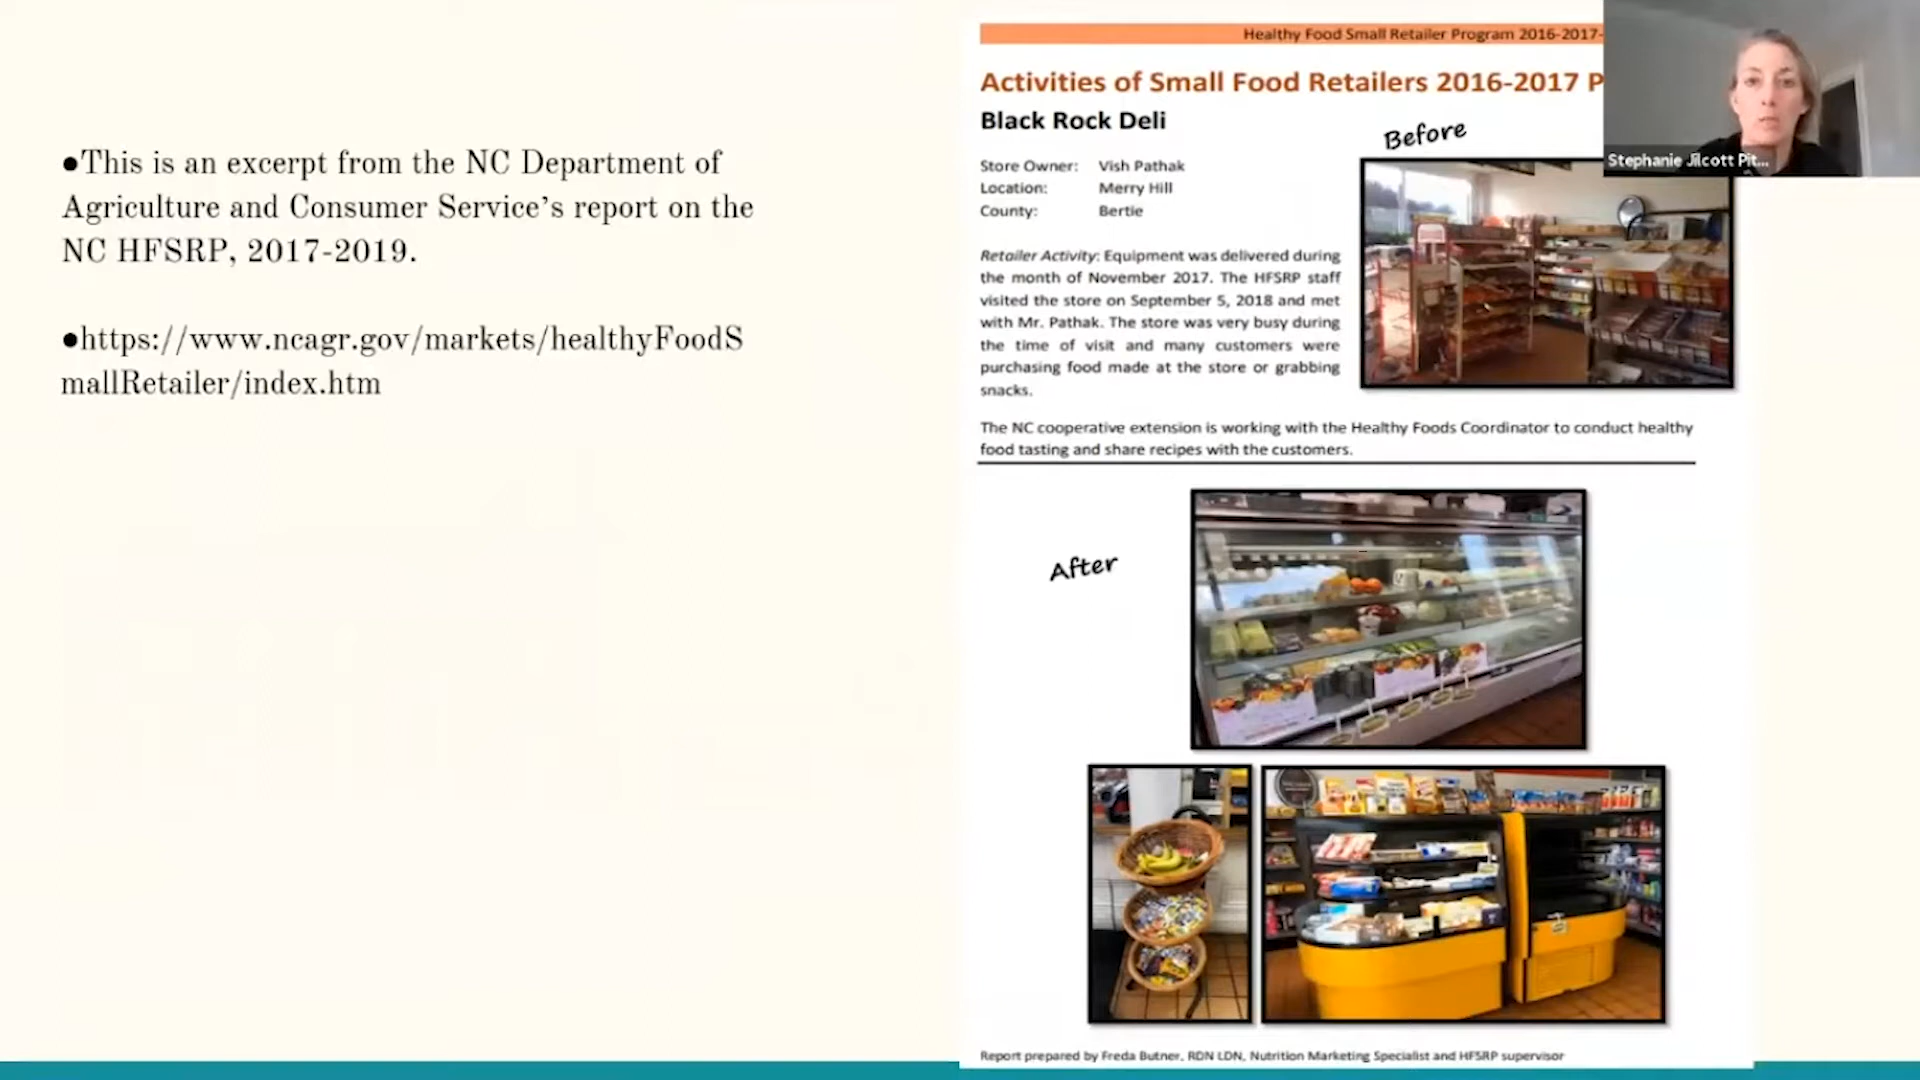 ●This is an excerpt from the NC Department of
Agriculture and Consumer Service's report on the
NC HFSRP, 2017-2019.
●https://www.ncagr.gov/markets/healthyFoodS
mallRetailer/index.htm
Healthy Food Small Retailer Program 2016-2017-
Activities of Small Food Retailers 2016-2017 P
Black Rock Deli
Before
Stephanie Jilcott Pit...
Store Owner: Vish Pathak
Location: Merry Hill
County: Bertie
Retailer Activity: Equipment was delivered during
the month of November 2017. The HFSRP staff
visited the store on September 5, 2018 and met
with Mr. Pathak. The store was very busy during
the time of visit and many customers were
purchasing food made at the store or grabbing
snacks.
The NC cooperative extension is working with the Healthy Foods Coordinator to conduct healthy
food tasting and share recipes with the customers.
After
Report prepared by Freda Butner, RDN LDN, Nutrition Marketing Specialist and HFSRP supervisor